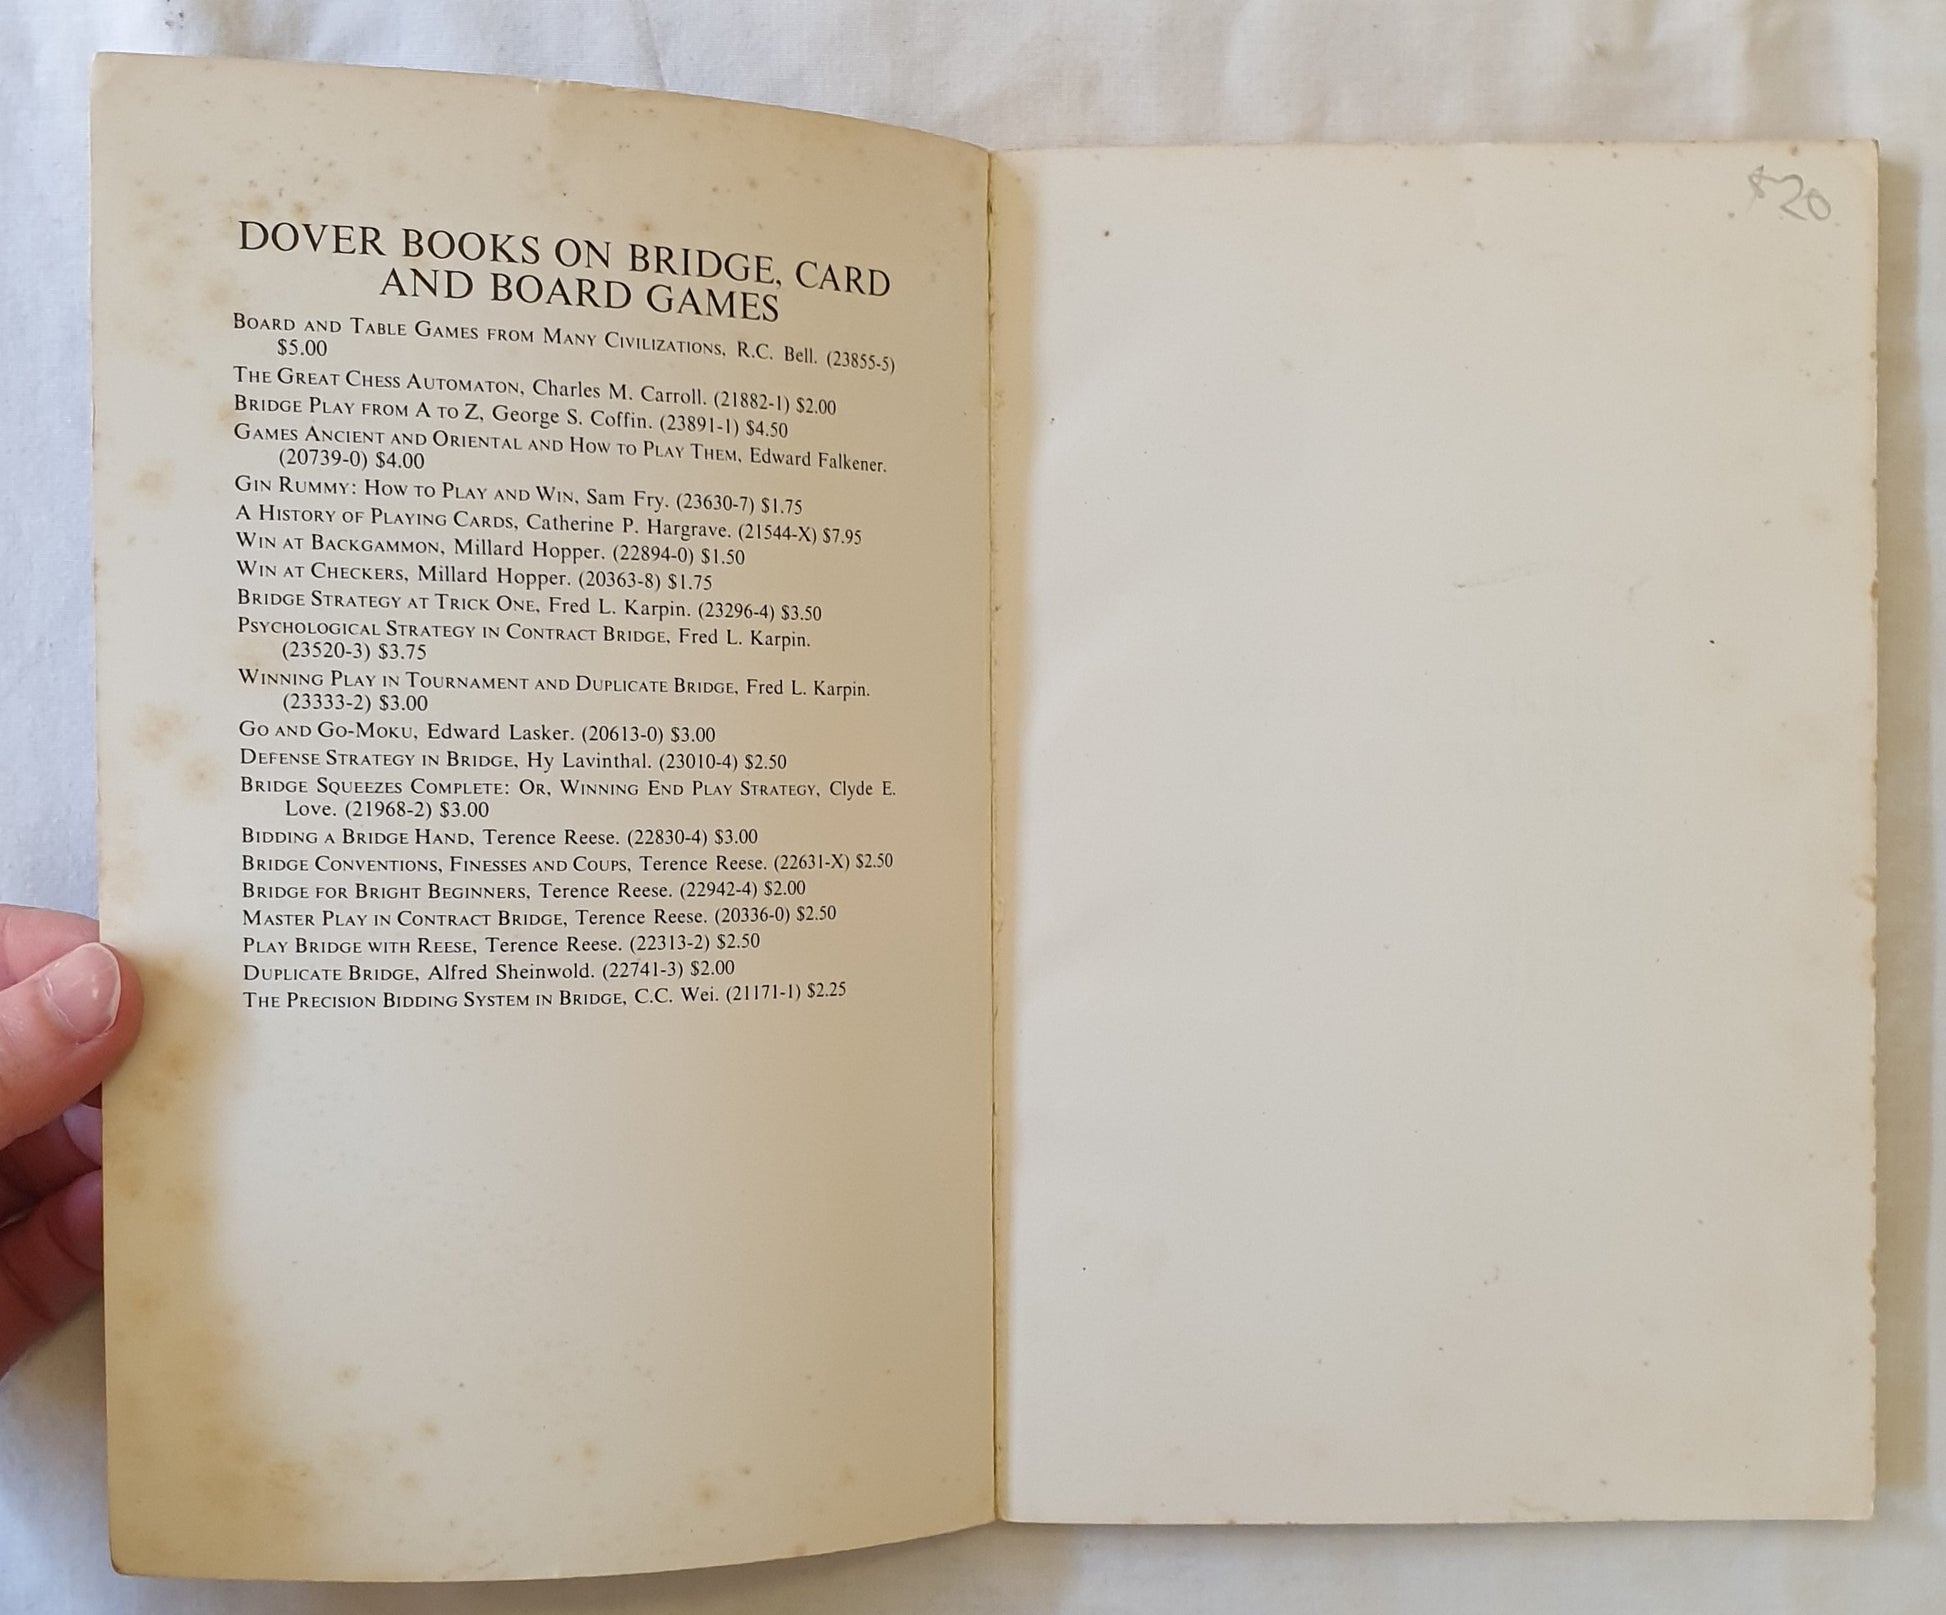 DOVER BOOKS ON BRIDGE, CARD
AND BOARD GAMES
BOARD AND TABLE GAMES FROM MANY CIVILIZATIONS, R.C. Bell. (23855-5)
$5.00
THE GREAT CHESS AUTOMATON, Charles M. Carroll. (21882-1) $2.00
BRIDGE PLAY FROM A TO Z, George S. Coffin. (23891-1) $4.50
GAMES ANCIENT AND ORIENTAL AND HOW TO PLAY THEM, Edward Falkener.
(20739-0) $4.00
GIN RUMMY: HOW TO PLAY AND WIN, Sam Fry. (23630-7) $1.75
A HISTORY OF PLAYING CARDS, Catherine P. Hargrave. (21544-X) $7.95
WIN AT BACKGAMMON, Millard Hopper. (22894-0) $1.50
WIN AT CHECKERS, Millard Hopper. (20363-8) $1.75
BRIDGE STRATEGY AT TRICK ONE, Fred L. Karpin. (23296-4) $3.50
PSYCHOLOGICAL STRATEGY IN CONTRACT BRIDGE, Fred L. Karpin.
(23520-3) $3.75
WINNING PLAY IN TOURNAMENT AND DUPLICATE BRIDGE, Fred L. Karpin.
(23333-2) $3.00
GO AND GO-MOKU, Edward Lasker. (20613-0) $3.00
DEFENSE STRATEGY IN BRIDGE, Hy Lavinthal. (23010-4) $2.50
BRIDGE SQUEEZES COMPLETE: OR, WINNING END PLAY STRATEGY, Clyde E.
Love. (21968-2) $3.00
BIDDING A BRIDGE HAND, Terence Reese. (22830-4) $3.00
BRIDGE CONVENTIONS, FINESSES AND COUPS, Terence Reese. (22631-X) $2.50
BRIDGE FOR BRIGHT BEGINNERS, Terence Reese. (22942-4) $2.00
MASTER PLAY IN CONTRACT BRIDGE, Terence Reese. (20336-0) $2.50
PLAY BRIDGE WITH REESE, Terence Reese. (22313-2) $2.50
DUPLICATE BRIDGE, Alfred Sheinwold. (22741-3) $2.00
THE PRECISION BIDDING SYSTEM IN BRIDGE, C.C. Wei. (21171-1) $2.25
$20